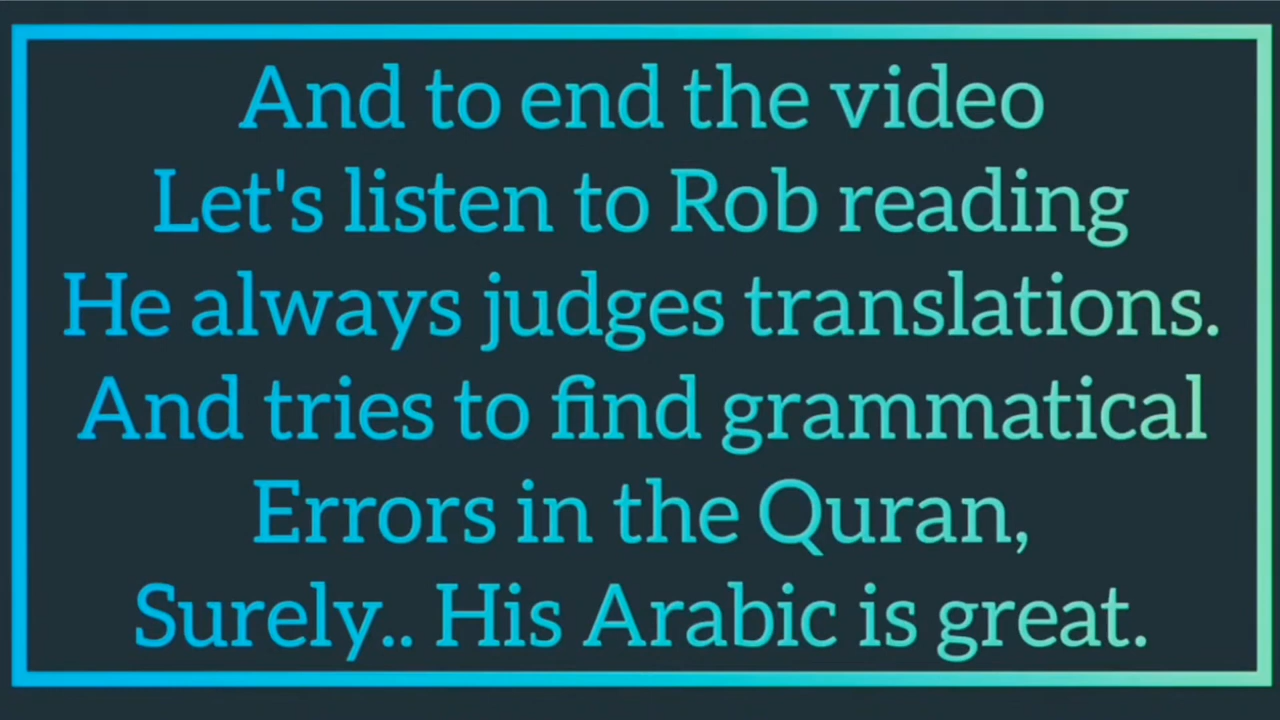 And to end the video
Let's listen to Rob reading
He always judges translations.
And tries to find grammatical
Errors in the Quran,
Surely.. His Arabic is great.